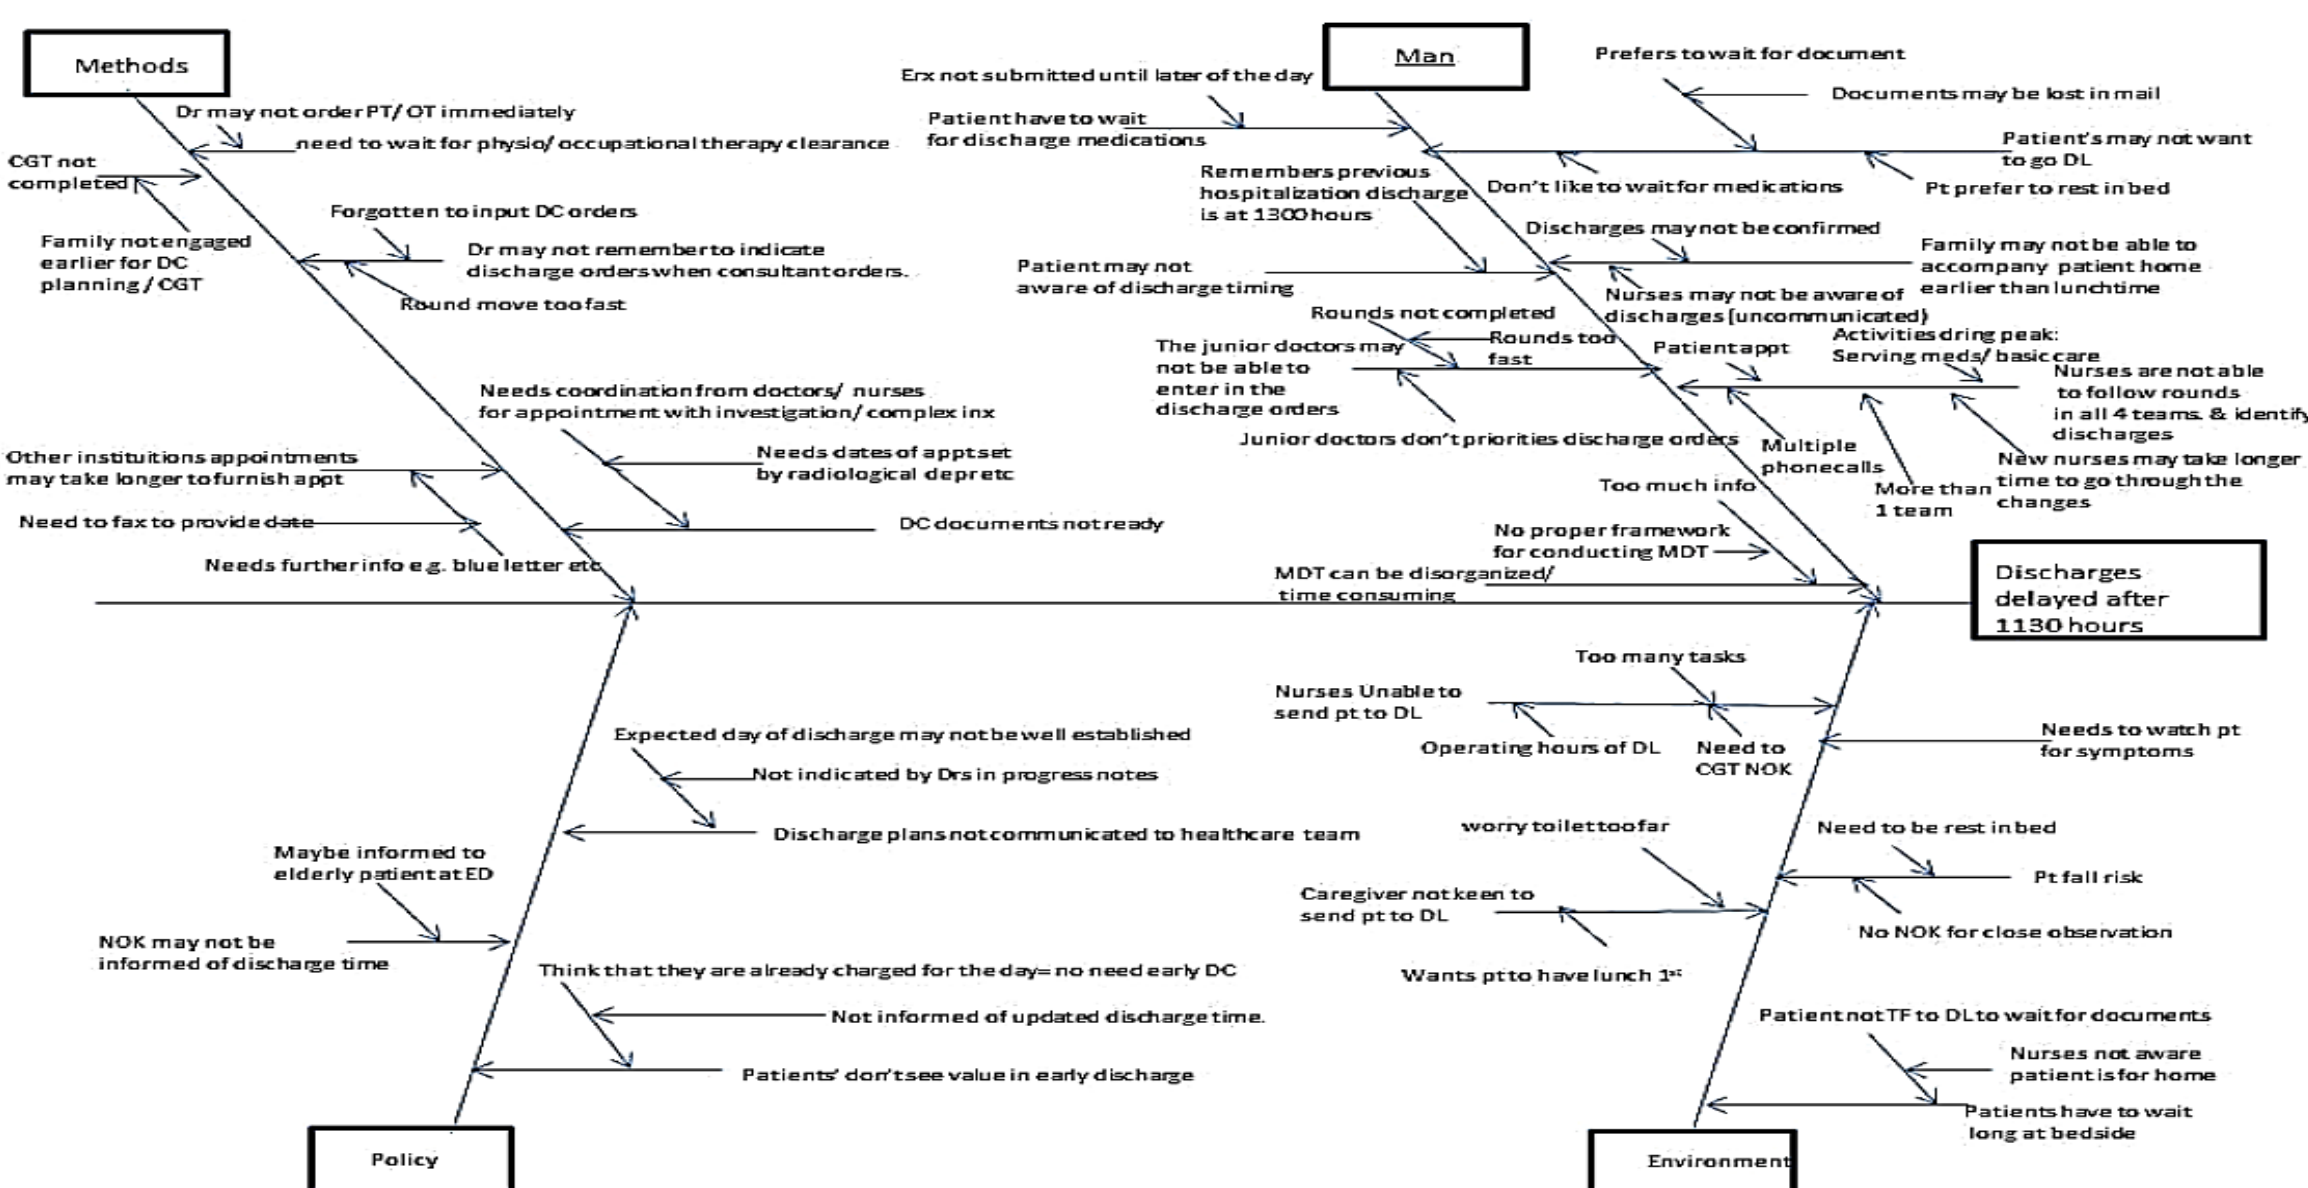 Methods
Dr may not order PT/ OT immediately
need to wait for physio/ occupational therapy clearance
CGT not
completed
Family not engaged
earlier for DC
planning / CGT
Forgotten to input DC orders
Dr may not remember to indicate
discharge orders when consultant orders.
Round move too fast
Needs coordination from doctors/ nurses
for appointment with investigation/ complex inx
Needs dates of appt set
by radiological depr etc
Other instituitions appointments
may take longer to furnish appt
Need to fax to provide date
Needs further info e.g. blue letter etc
DC documents not ready
Man
Erx not submitted until later of the day
Patient have to wait
for discharge medications
Prefers to wait for document
Documents may be lost in mail
Patient's may not want
to go DL
Don't like to wait for medications
Pt prefer to rest in bed
Remembers previous
hospitalization discharge
is at 1300 hours
Patient may not
aware of discharge timing
Discharges may not be confirmed
Family may not be able to
accompany patient home
earlier than lunchtime
Nurses may not be aware of
discharges (uncommunicated)
Rounds not completed
Rounds too
fast
The junior doctors may
not be able to
enter in the
discharge orders
Junior doctors don't priorities discharge orders
Patient appt
Activities dring peak:
Serving meds/ basic care
Nurses are not able
to follow rounds
in all 4 teams. & identify
discharges
Multiple
phonecalls
More than
1 team
New nurses may take longer
time to go through the
changes
Too much info
No proper framework
for conducting MDT
MDT can be disorganized/
time consuming
Discharges
delayed after
1130 hours
Expected day of discharge may not be well established
Not indicated by Drs in progress notes
Discharge plans not communicated to healthcare team
Maybe informed to
elderly patient at ED
NOK may not be
informed of discharge time
Think that they are already charged for the day= no need early DC
Not informed of updated discharge time.
Patients' don't see value in early discharge
Policy
Too many tasks
Nurses Unable to
send pt to DL
Operating hours of DL
Need to
CGT NOK
Needs to watch pt
for symptoms
worry toilet too far
Caregiver not keen to
send pt to DL
Wants pt to have lunch 1st
Need to be rest in bed
Pt fall risk
No NOK for close observation
Patient not TF to DL to wait for documents
Nurses not aware
patient is for home
Patients have to wait
long at bedside
Environment